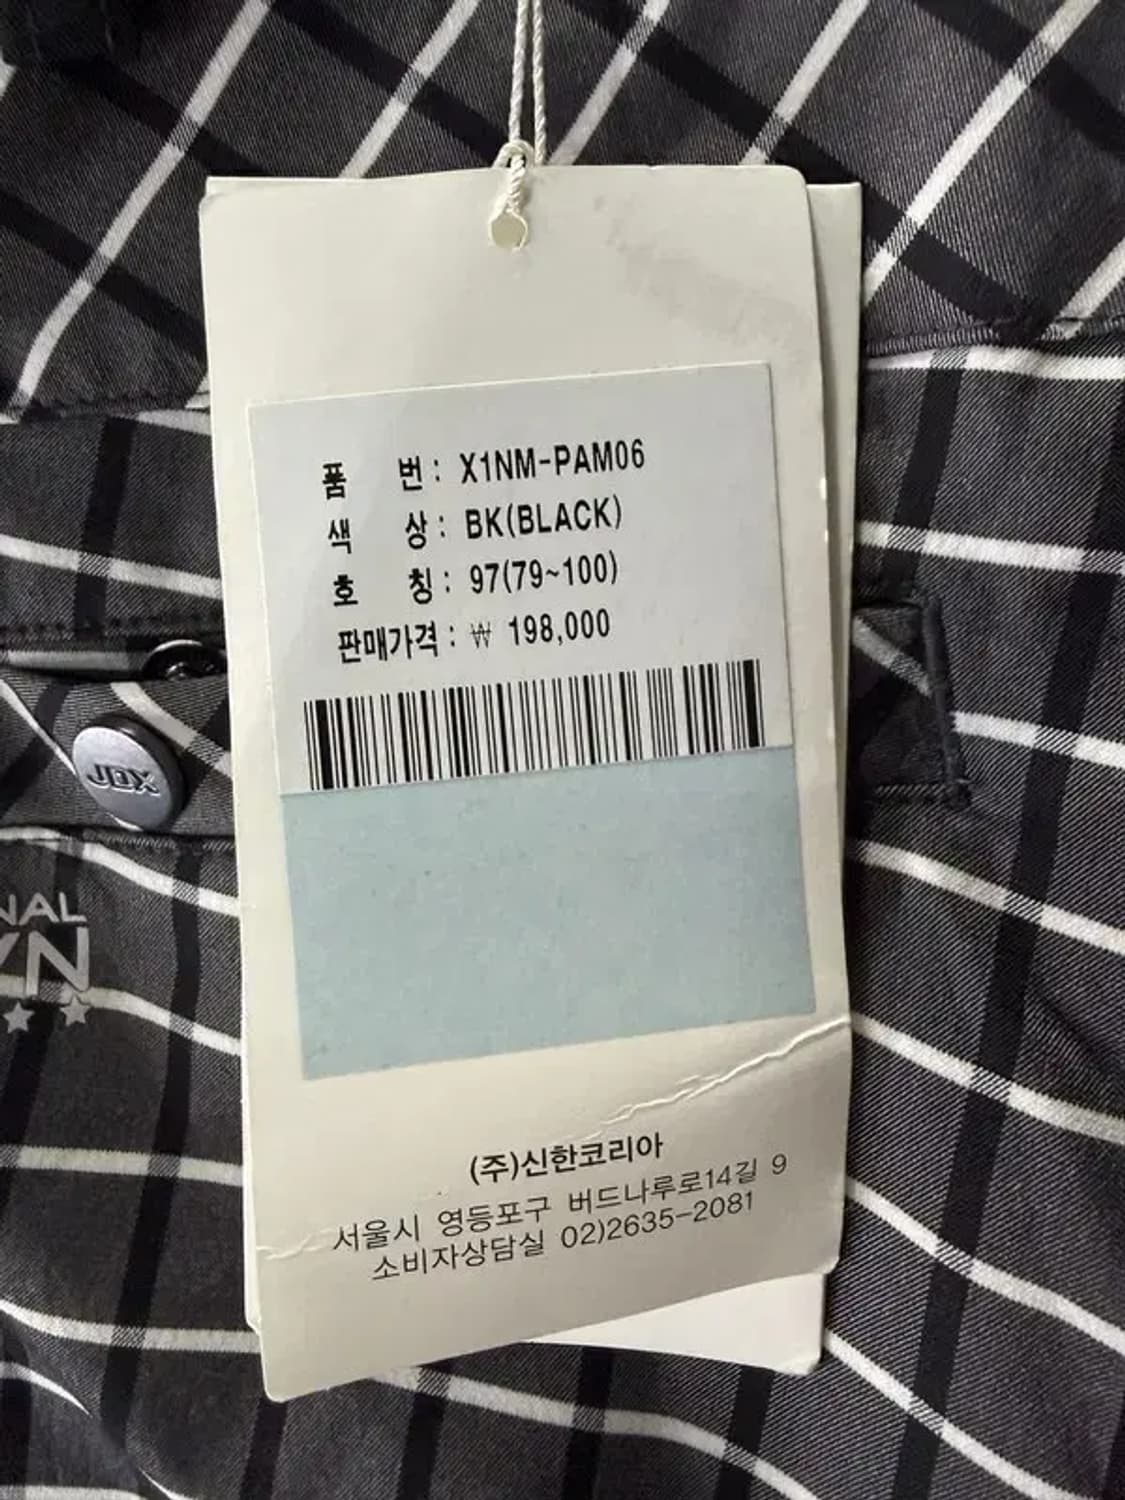 품 번 : X1NM-PAM06
색 상 : BK(BLACK)
호 칭 : 97(79~100)
판매가격 : ₩ 198,000
JDX
NAL
YN
(주)신한코리아
서울시 영등포구 버드나루로14길 9
소비자상담실 02)2635-2081